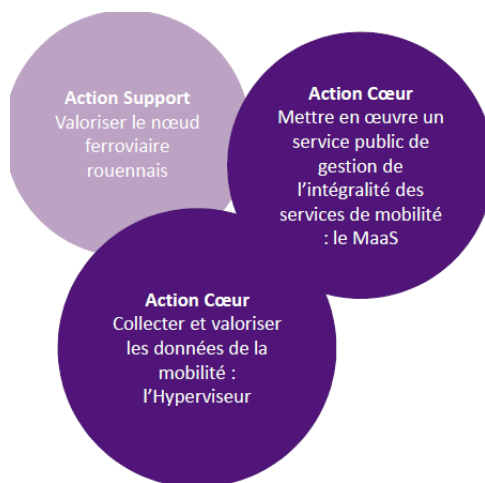 Action Support
Valoriser le nœud
ferroviaire
rouennais
Action Cœur
Mettre en œuvre un
service public de
gestion de
l'intégralité des
services de mobilité
: le MaaS
Action Cœur
Collecter et valoriser
les données de la
mobilité :
l'Hyperviseur